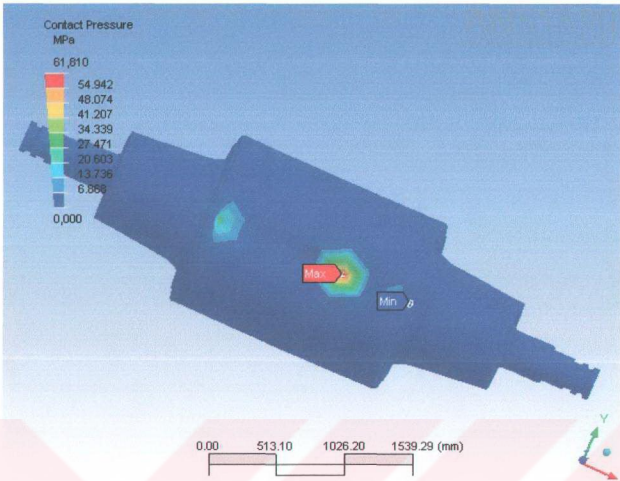 Contact Pressure
MPa
61,810
54.942
48.074
41.207
34.339
27.471
20.603
13.736
6.868
0,000
Max
Min
Y
0.00 513.10 1026.20 1539.29 (mm)